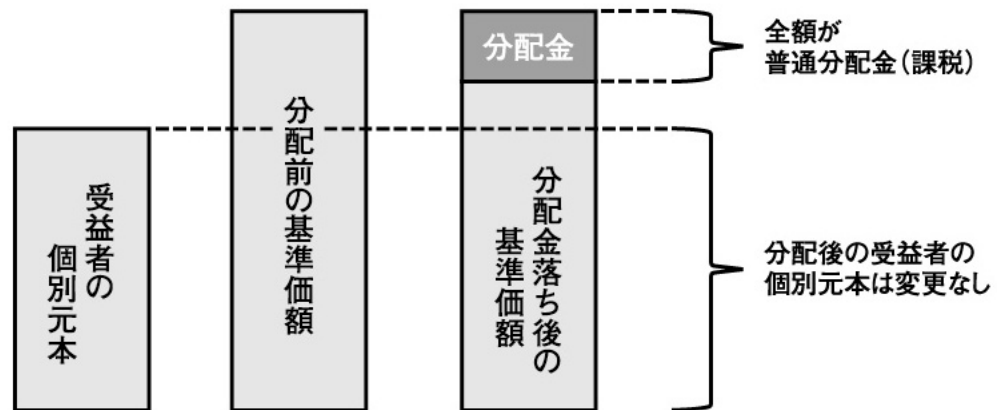 受益者の
個別元本
分配前の基準価額
分配金
分配金落ち後の
基準価額
全額が
普通分配金（課税）
分配後の受益者の
個別元本は変更なし